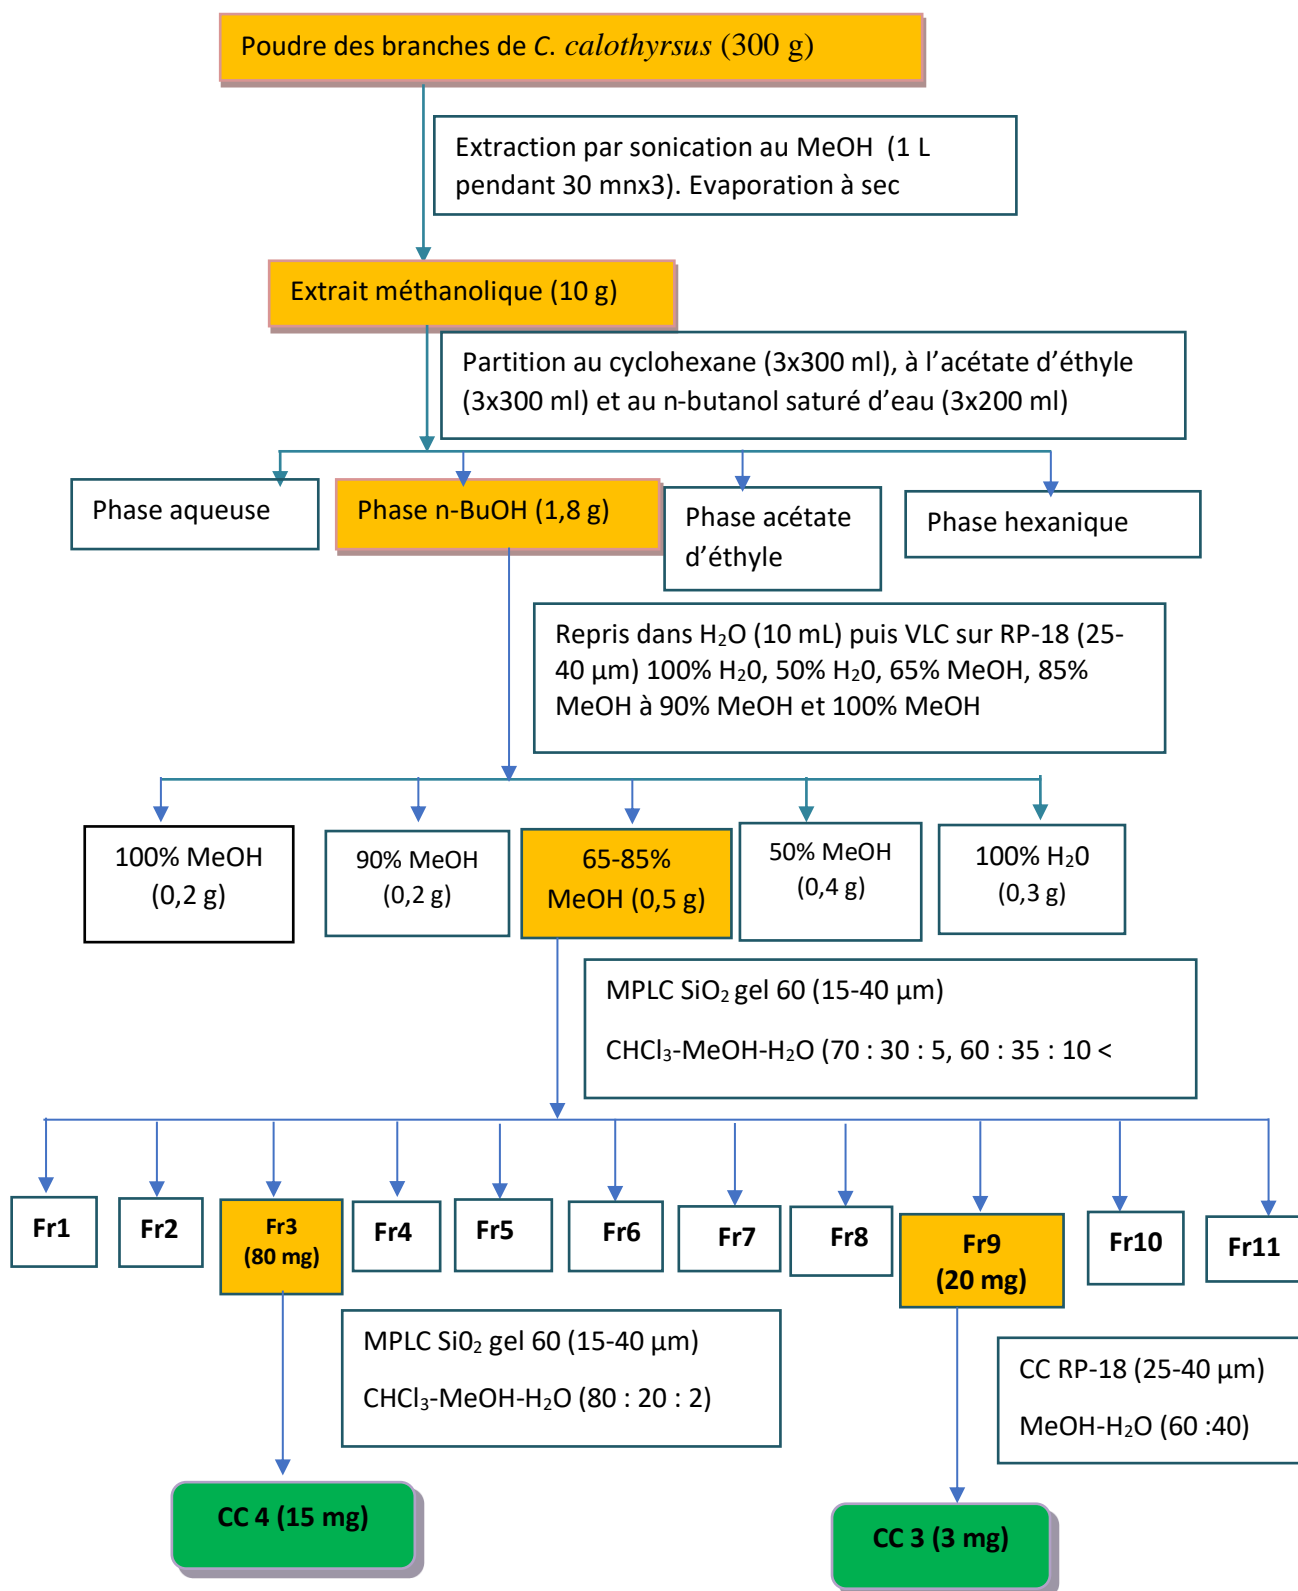 Poudre des branches de C. calothyrsus (300 g)
Extraction par sonication au MeOH (1 L
pendant 30 mnx3). Evaporation à sec
Extrait méthanolique (10 g)
Partition au cyclohexane (3x300 ml), à l’acétate d’éthyle
(3x300 ml) et au n-butanol saturé d’eau (3x200 ml)
Phase aqueuse
Phase n-BuOH (1,8 g)
Phase acétate
d’éthyle
Phase hexanique
Repris dans H₂O (10 mL) puis VLC sur RP-18 (25-
40 µm) 100% H₂0, 50% H₂0, 65% MeOH, 85%
MeOH à 90% MeOH et 100% MeOH
100% MeOH
(0,2 g)
90% MeOH
(0,2 g)
65-85%
MeOH (0,5 g)
50% MeOH
(0,4 g)
100% H₂0
(0,3 g)
MPLC SiO₂ gel 60 (15-40 µm)
CHCl₃-MeOH-H₂O (70 : 30 : 5, 60 : 35 : 10 <
Fr1
Fr2
Fr3
(80 mg)
Fr4
Fr5
Fr6
Fr7
Fr8
Fr9
(20 mg)
Fr10
Fr11
MPLC Si0₂ gel 60 (15-40 µm)
CHCl₃-MeOH-H₂O (80 : 20 : 2)
CC RP-18 (25-40 µm)
MeOH-H₂O (60 :40)
CC 4 (15 mg)
CC 3 (3 mg)